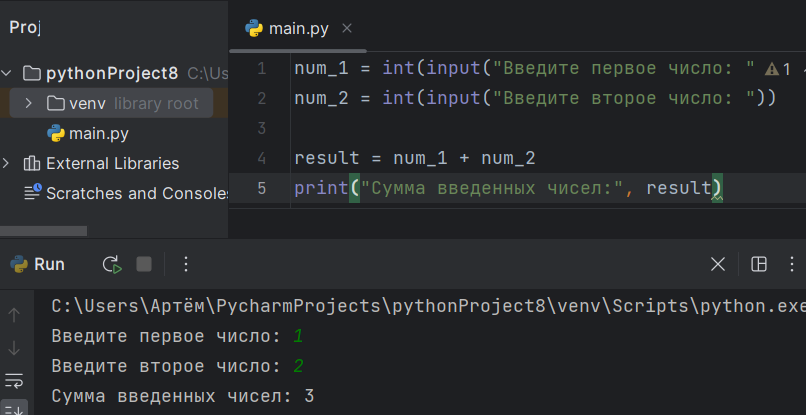 Proj
main.py
pythonProject8 C:\Us
venv library root
main.py
External Libraries
Scratches and Console
1 num_1 = int(input("Введите первое число: " 1
2 num_2 = int(input("Введите второе число: "))
3
4 result = num_1 + num_2
5 print("Сумма введенных чисел:", result)
Run
C:\Users\Артём\PycharmProjects\pythonProject8\venv\Scripts\python.exe
Введите первое число: 1
Введите второе число: 2
Сумма введенных чисел: 3